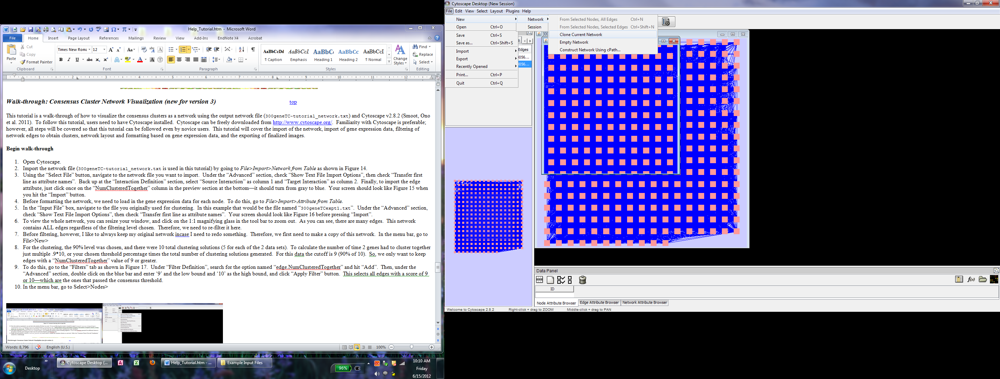 Help_Tutorial.htm - Microsoft Word
File Home Insert Page Layout References Mailings Review View Add-Ins EndNote X4 Acrobat
Paste
Cut
Copy
Format Painter
Clipboard
Times New Roma 12
Font
Paragraph
AaBbCcDd AaBbCcL AaBbC AaBbCc AaBbCcI
¶ Caption Emphasis Heading 1 Heading 2 ¶ Normal
Change Styles
Styles
Find
Replace
Select
Editing
1 2 3 4 5 6 7 8 9 10 11 12
Walk-through: Consensus Cluster Network Visualization (new for version 3) top
This tutorial is a walk-through of how to visualize the consensus clusters as a network using the output network file (300geneTC-tutorial_network.txt) and Cytoscape v2.8.2 (Smoot, Ono
et al. 2011). To follow this tutorial, users need to have Cytoscape installed. Cytoscape can be freely downloaded from http://www.cytoscape.org/. Familiarity with Cytoscape is preferable;
however, all steps will be covered so that this tutorial can be followed even by novice users. This tutorial will cover the import of the network, import of gene expression data, filtering of
network edges to obtain clusters, network layout and formatting based on gene expression data, and the exporting of finalized images.
Begin walk-through
1. Open Cytoscape.
2. Import the network file (300geneTC-tutorial_network.txt is used in this tutorial) by going to File>Import>Network from Table as shown in Figure 14.
3. Using the “Select File” button, navigate to the network file you want to import. Under the “Advanced” section, check “Show Text File Import Options”, then check “Transfer first
line as attribute names”. Back up at the “Interaction Definition” section, select “Source Interaction” as column 1 and “Target Interaction” as column 2. Finally, to import the edge
attribute, just click once on the “NumClusteredTogether” column in the preview section at the bottom—it should turn from gray to blue. Your screen should look like Figure 15 when
you hit the “Import” button.
4. Before formatting the network, we need to load in the gene expression data for each node. To do this, go to File>Import>Attribute from Table.
5. In the “Input File” box, navigate to the file you originally used for clustering. In this example that would be the file named “300geneTCexpt1.txt”. Under the “Advanced” section,
check “Show Text File Import Options”, then check “Transfer first line as attribute names”. Your screen should look like Figure 16 before pressing “Import”.
6. To view the whole network, you can resize your window, and click on the 1:1 magnifying glass in the tool bar to zoom out. As you can see, there are many edges. This network
contains ALL edges regardless of the filtering level chosen. Therefore, we need to re-filter it here.
7. Before filtering, however, I like to always keep my original network incase I need to redo something. Therefore, we first need to make a copy of this network. In the menu bar, go to
File>New>
8. For the clustering, the 90% level was chosen, and there were 10 total clustering solutions (5 for each of the 2 data sets). To calculate the number of time 2 genes had to cluster together
just multiple .9*10, or your chosen threshold percentage times the total number of clustering solutions generated. For this data the cutoff is 9 (90% of 10). So, we only want to keep
edges with a “NumClusteredTogether” value of 9 or greater.
9. To do this, go to the “Filters” tab as shown in Figure 17. Under “Filter Definition”, search for the option named “edge.NumClusteredTogether” and hit “Add”. Then, under the
“Advanced” section, double click on the blue bar and enter ‘9’ and the low bound and ‘10’ as the high bound, and click “Apply Filter” button. This selects all edges with a score of 9
or 10—which are the ones that passed the consensus threshold.
10. In the menu bar, go to Select>Nodes>
Words: 8,796 English (U.S.) 100%
Desktop Cytoscape Desktop (... Help_Tutorial.htm - ... Example Input Files 96%
10:10 AM
Friday
6/15/2012
Cytoscape Desktop (New Session)
File Edit View Select Layout Plugins Help
New
Open Ctrl+O
Save Ctrl+S
Save as... Ctrl+Shift+S
Import
Export
Recently Opened
Print... Ctrl+P
Quit Ctrl+Q
Network
Session
From Selected Nodes, All Edges Ctrl+N
From Selected Nodes, Selected Edges Ctrl+Shift+N
Clone Current Network
Empty Network
Construct Network Using cPath...
Edges
Data Panel
f(x)
ID
Node Attribute Browser Edge Attribute Browser Network Attribute Browser
Welcome to Cytoscape 2.8.2 Right-click + drag to ZOOM Middle-click + drag to PAN